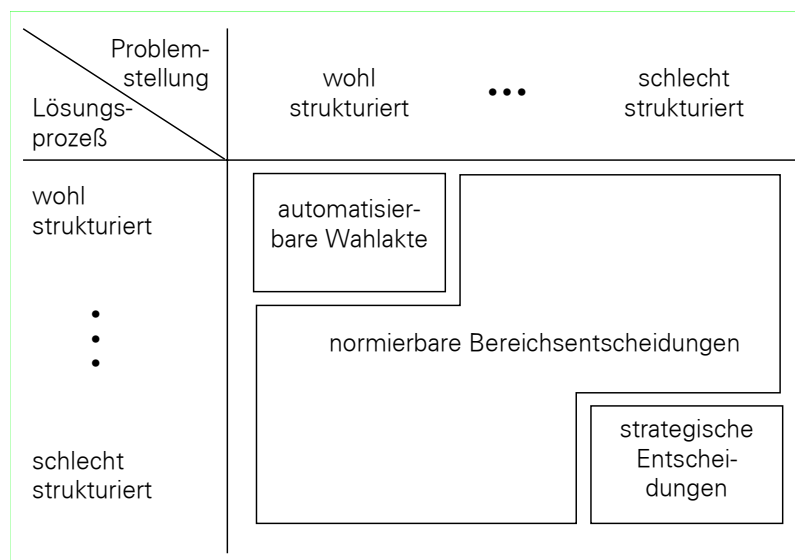 Problem-
stellung
Lösungs-
prozeß
wohl
strukturiert
...
schlecht
strukturiert
wohl
strukturiert
automatisier-
bare Wahlakte
normierbare Bereichsentscheidungen
schlecht
strukturiert
strategische
Entschei-
dungen